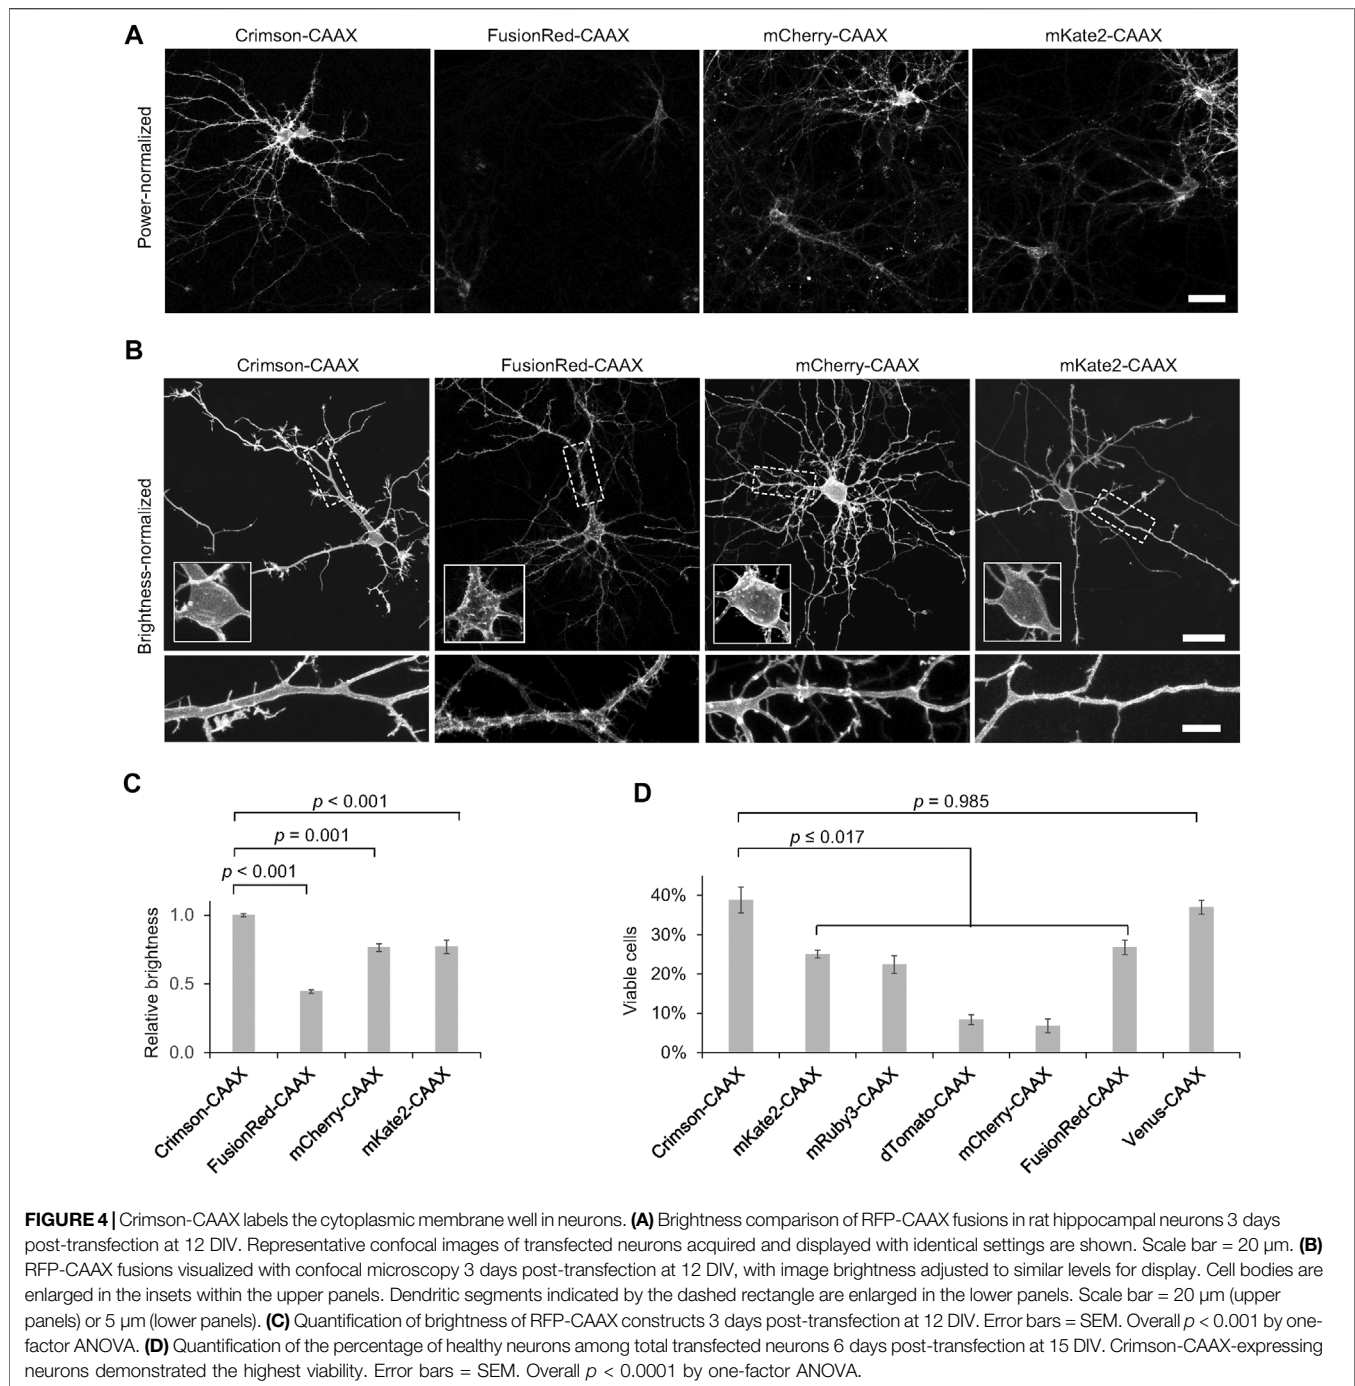 A
Crimson-CAAX
FusionRed-CAAX
mCherry-CAAX
mKate2-CAAX
Power-normalized
B
Crimson-CAAX
FusionRed-CAAX
mCherry-CAAX
mKate2-CAAX
Brightness-normalized
C
p < 0.001
p = 0.001
p < 0.001
Relative brightness
1.0
0.5
0.0
Crimson-CAAX
FusionRed-CAAX
mCherry-CAAX
mKate2-CAAX
D
p = 0.985
p ≤ 0.017
Viable cells
40%
30%
20%
10%
0%
Crimson-CAAX
mKate2-CAAX
mRuby3-CAAX
dTomato-CAAX
mCherry-CAAX
FusionRed-CAAX
Venus-CAAX
FIGURE 4 | Crimson-CAAX labels the cytoplasmic membrane well in neurons. (A) Brightness comparison of RFP-CAAX fusions in rat hippocampal neurons 3 days
post-transfection at 12 DIV. Representative confocal images of transfected neurons acquired and displayed with identical settings are shown. Scale bar = 20 µm. (B)
RFP-CAAX fusions visualized with confocal microscopy 3 days post-transfection at 12 DIV, with image brightness adjusted to similar levels for display. Cell bodies are
enlarged in the insets within the upper panels. Dendritic segments indicated by the dashed rectangle are enlarged in the lower panels. Scale bar = 20 µm (upper
panels) or 5 µm (lower panels). (C) Quantification of brightness of RFP-CAAX constructs 3 days post-transfection at 12 DIV. Error bars = SEM. Overall p < 0.001 by one-
factor ANOVA. (D) Quantification of the percentage of healthy neurons among total transfected neurons 6 days post-transfection at 15 DIV. Crimson-CAAX-expressing
neurons demonstrated the highest viability. Error bars = SEM. Overall p < 0.0001 by one-factor ANOVA.